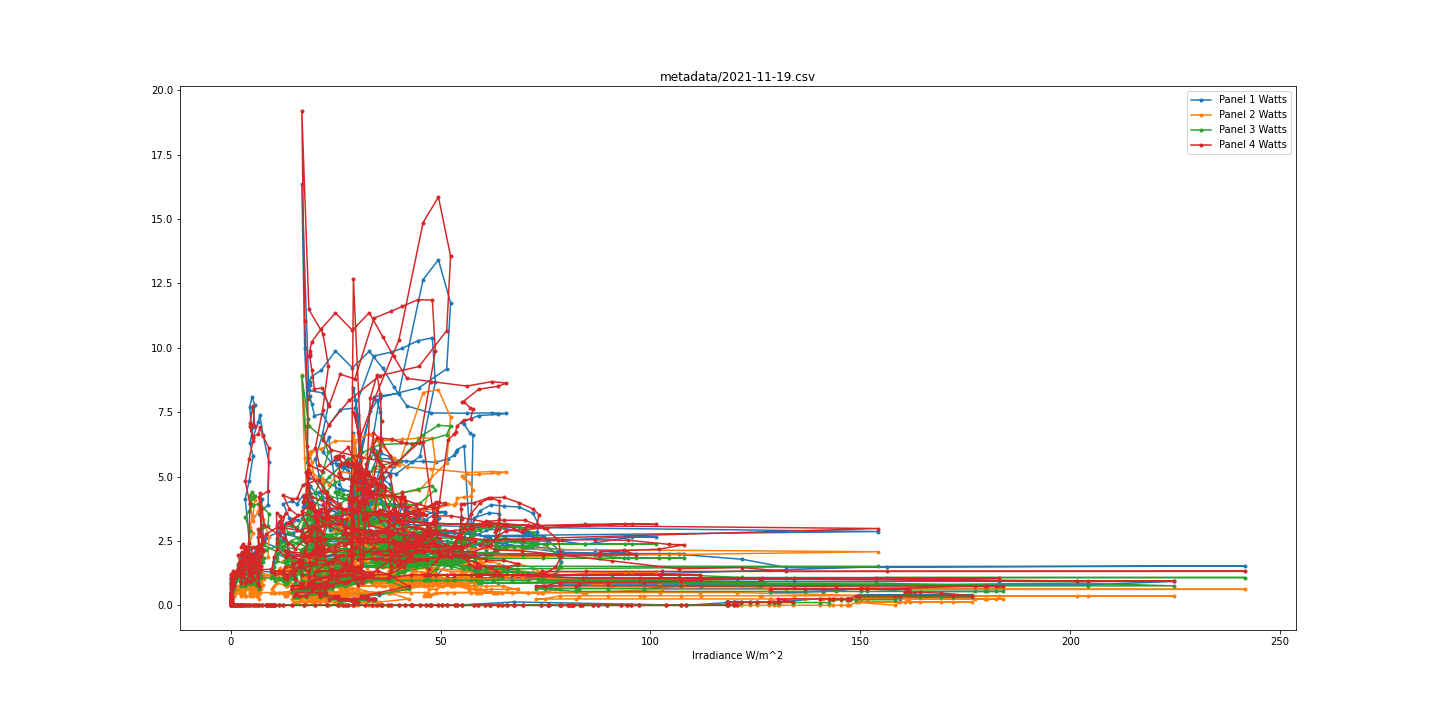 metadata/2021-11-19.csv
Panel 1 Watts
Panel 2 Watts
Panel 3 Watts
Panel 4 Watts
20.0
17.5
15.0
12.5
10.0
7.5
5.0
2.5
0.0
0 50 100 150 200 250
Irradiance W/m^2